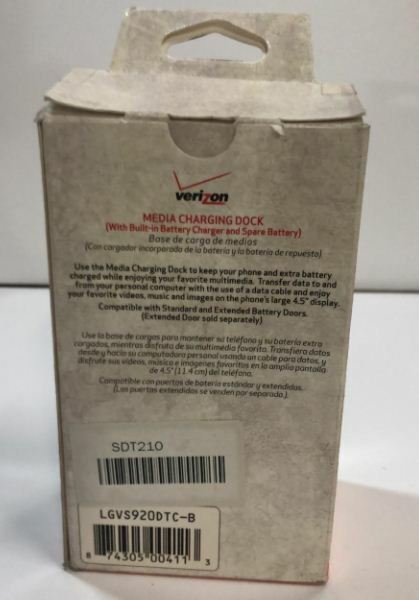 verizon
MEDIA CHARGING DOCK
(With Built-in Battery Charger and Spare Battery)
Base de carga de medios
(Con cargador incorporado de la batería y la batería de repuesto)
Use the Media Charging Dock to keep your phone and extra battery
charged while enjoying your favorite multimedia. Transfer data to and
from your personal computer with the use of a data cable and enjoy
your favorite videos, music and images on the phone's large 4.5" display.
Compatible with Standard and Extended Battery Doors.
(Extended Door sold separately)
Use la base de cargas para mantener su teléfono y su batería extra
cargados, mientras disfruta de su multimedia favorita. Transfiera datos
desde y hacia su computadora personal usando un cable para datos, y
disfrute sus videos, música e imágenes favoritos en la amplia pantalla
de 4.5" (11.4 cm) del teléfono.
Compatible con puertas de batería estándar y extendidas.
(Las puertas extendidas se venden por separado.)
SDT210
LGVS920DTC-B
8 74305 00411 3